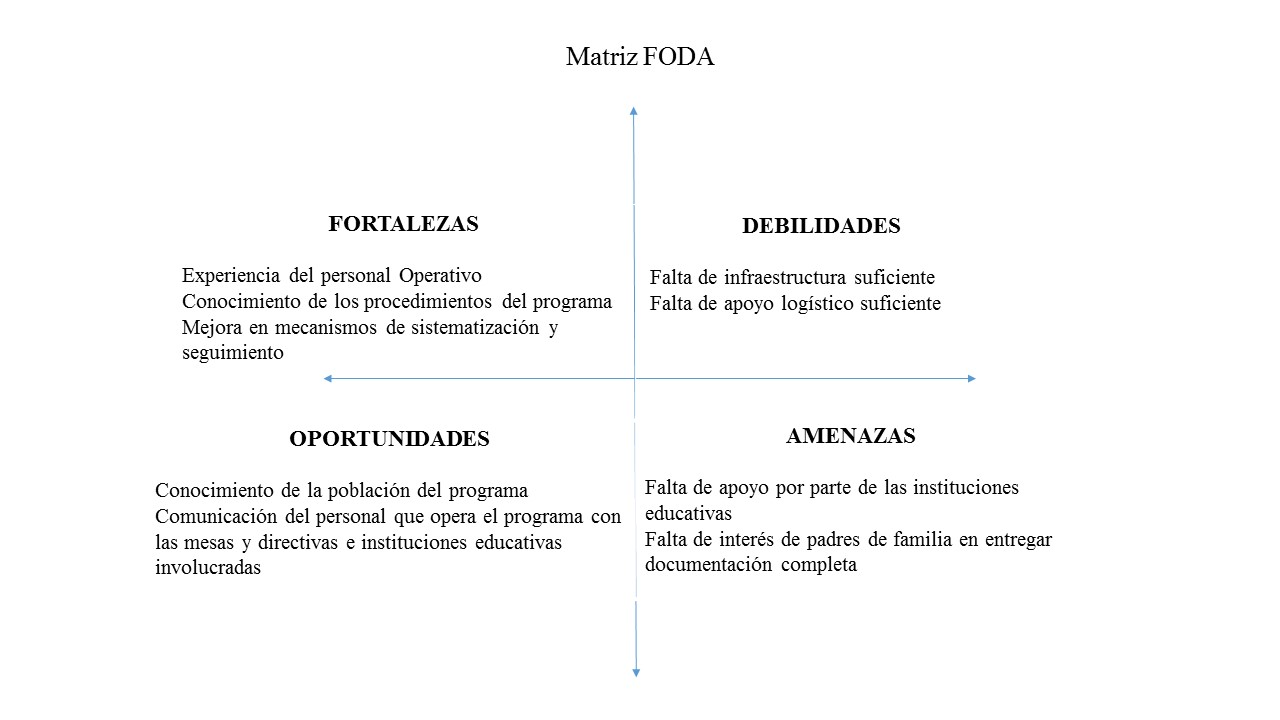 Matriz FODA
FORTALEZAS
Experiencia del personal Operativo
Conocimiento de los procedimientos del programa
Mejora en mecanismos de sistematización y
seguimiento
DEBILIDADES
Falta de infraestructura suficiente
Falta de apoyo logístico suficiente
OPORTUNIDADES
Conocimiento de la población del programa
Comunicación del personal que opera el programa con
las mesas y directivas e instituciones educativas
involucradas
AMENAZAS
Falta de apoyo por parte de las instituciones
educativas
Falta de interés de padres de familia en entregar
documentación completa